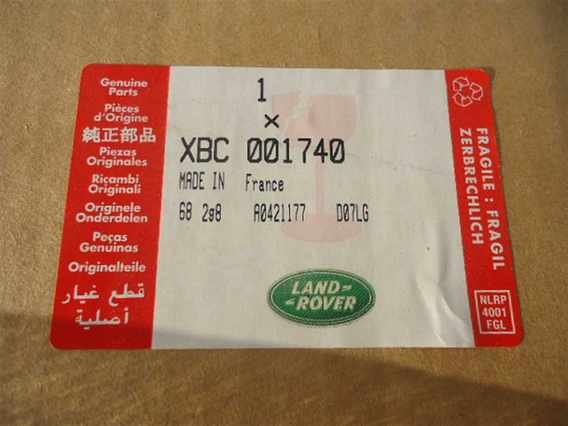 Genuine
Parts
Pièces
d'Origine
純正部品
Piezas
Originales
Ricambi
Originali
Originele
Onderdelen
Peças
Genuinas
Originalteile
قطع غيار
أصلية
1
×
XBC 001740
MADE IN France
68 2g8 A0421177 D07LG
LAND
ROVER
FRAGILE : FRAGIL
ZERBRECHLICH
NLRP
4001
FGL